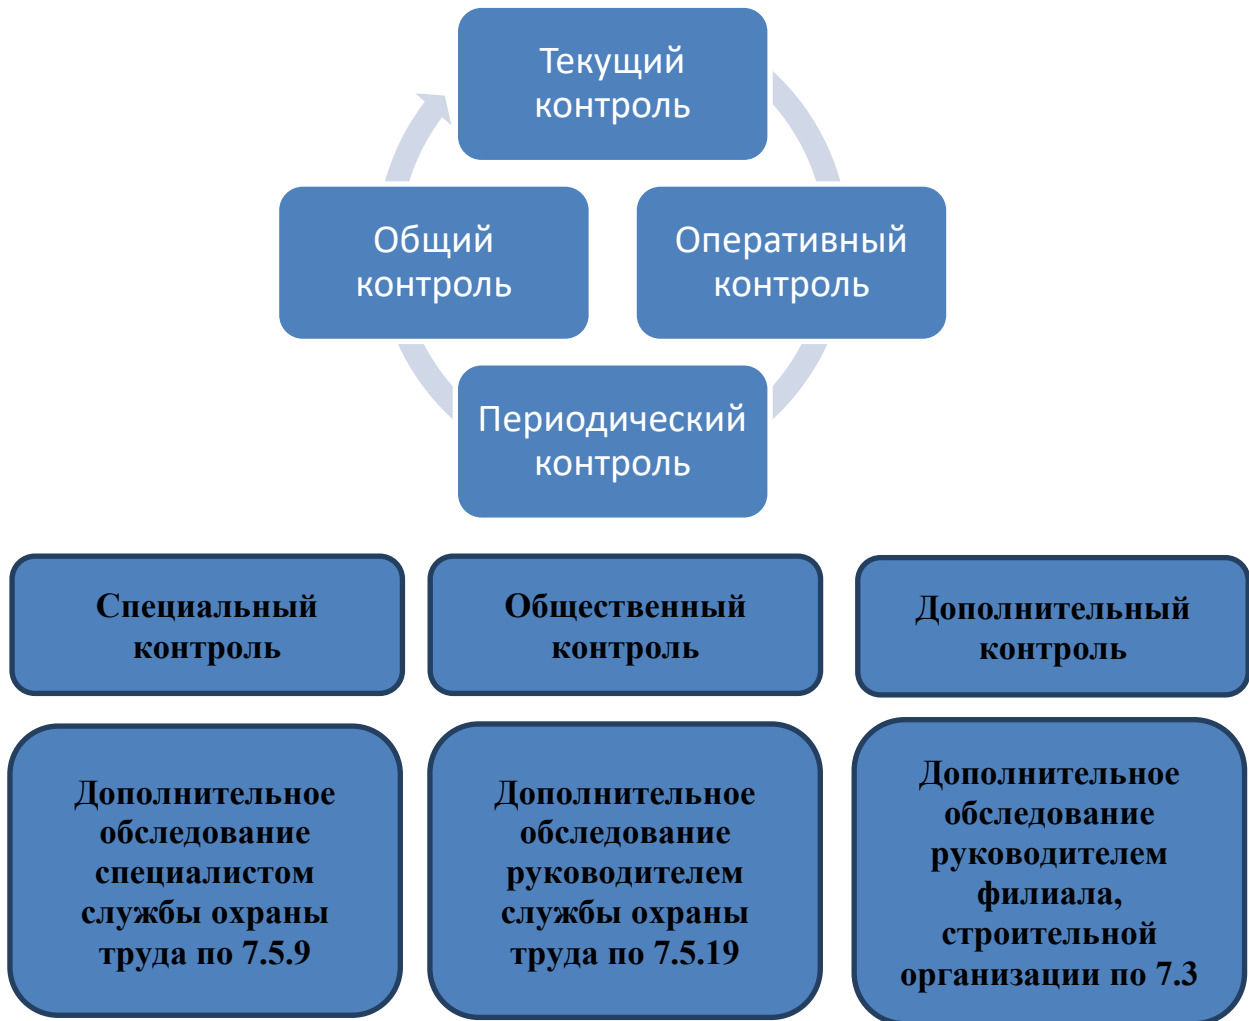 Текущий
контроль
Общий
контроль
Оперативный
контроль
Периодический
контроль
Специальный
контроль
Общественный
контроль
Дополнительный
контроль
Дополнительное
обследование
специалистом
службы охраны
труда по 7.5.9
Дополнительное
обследование
руководителем
службы охраны
труда по 7.5.19
Дополнительное
обследование
руководителем
филиала,
строительной
организации по 7.3